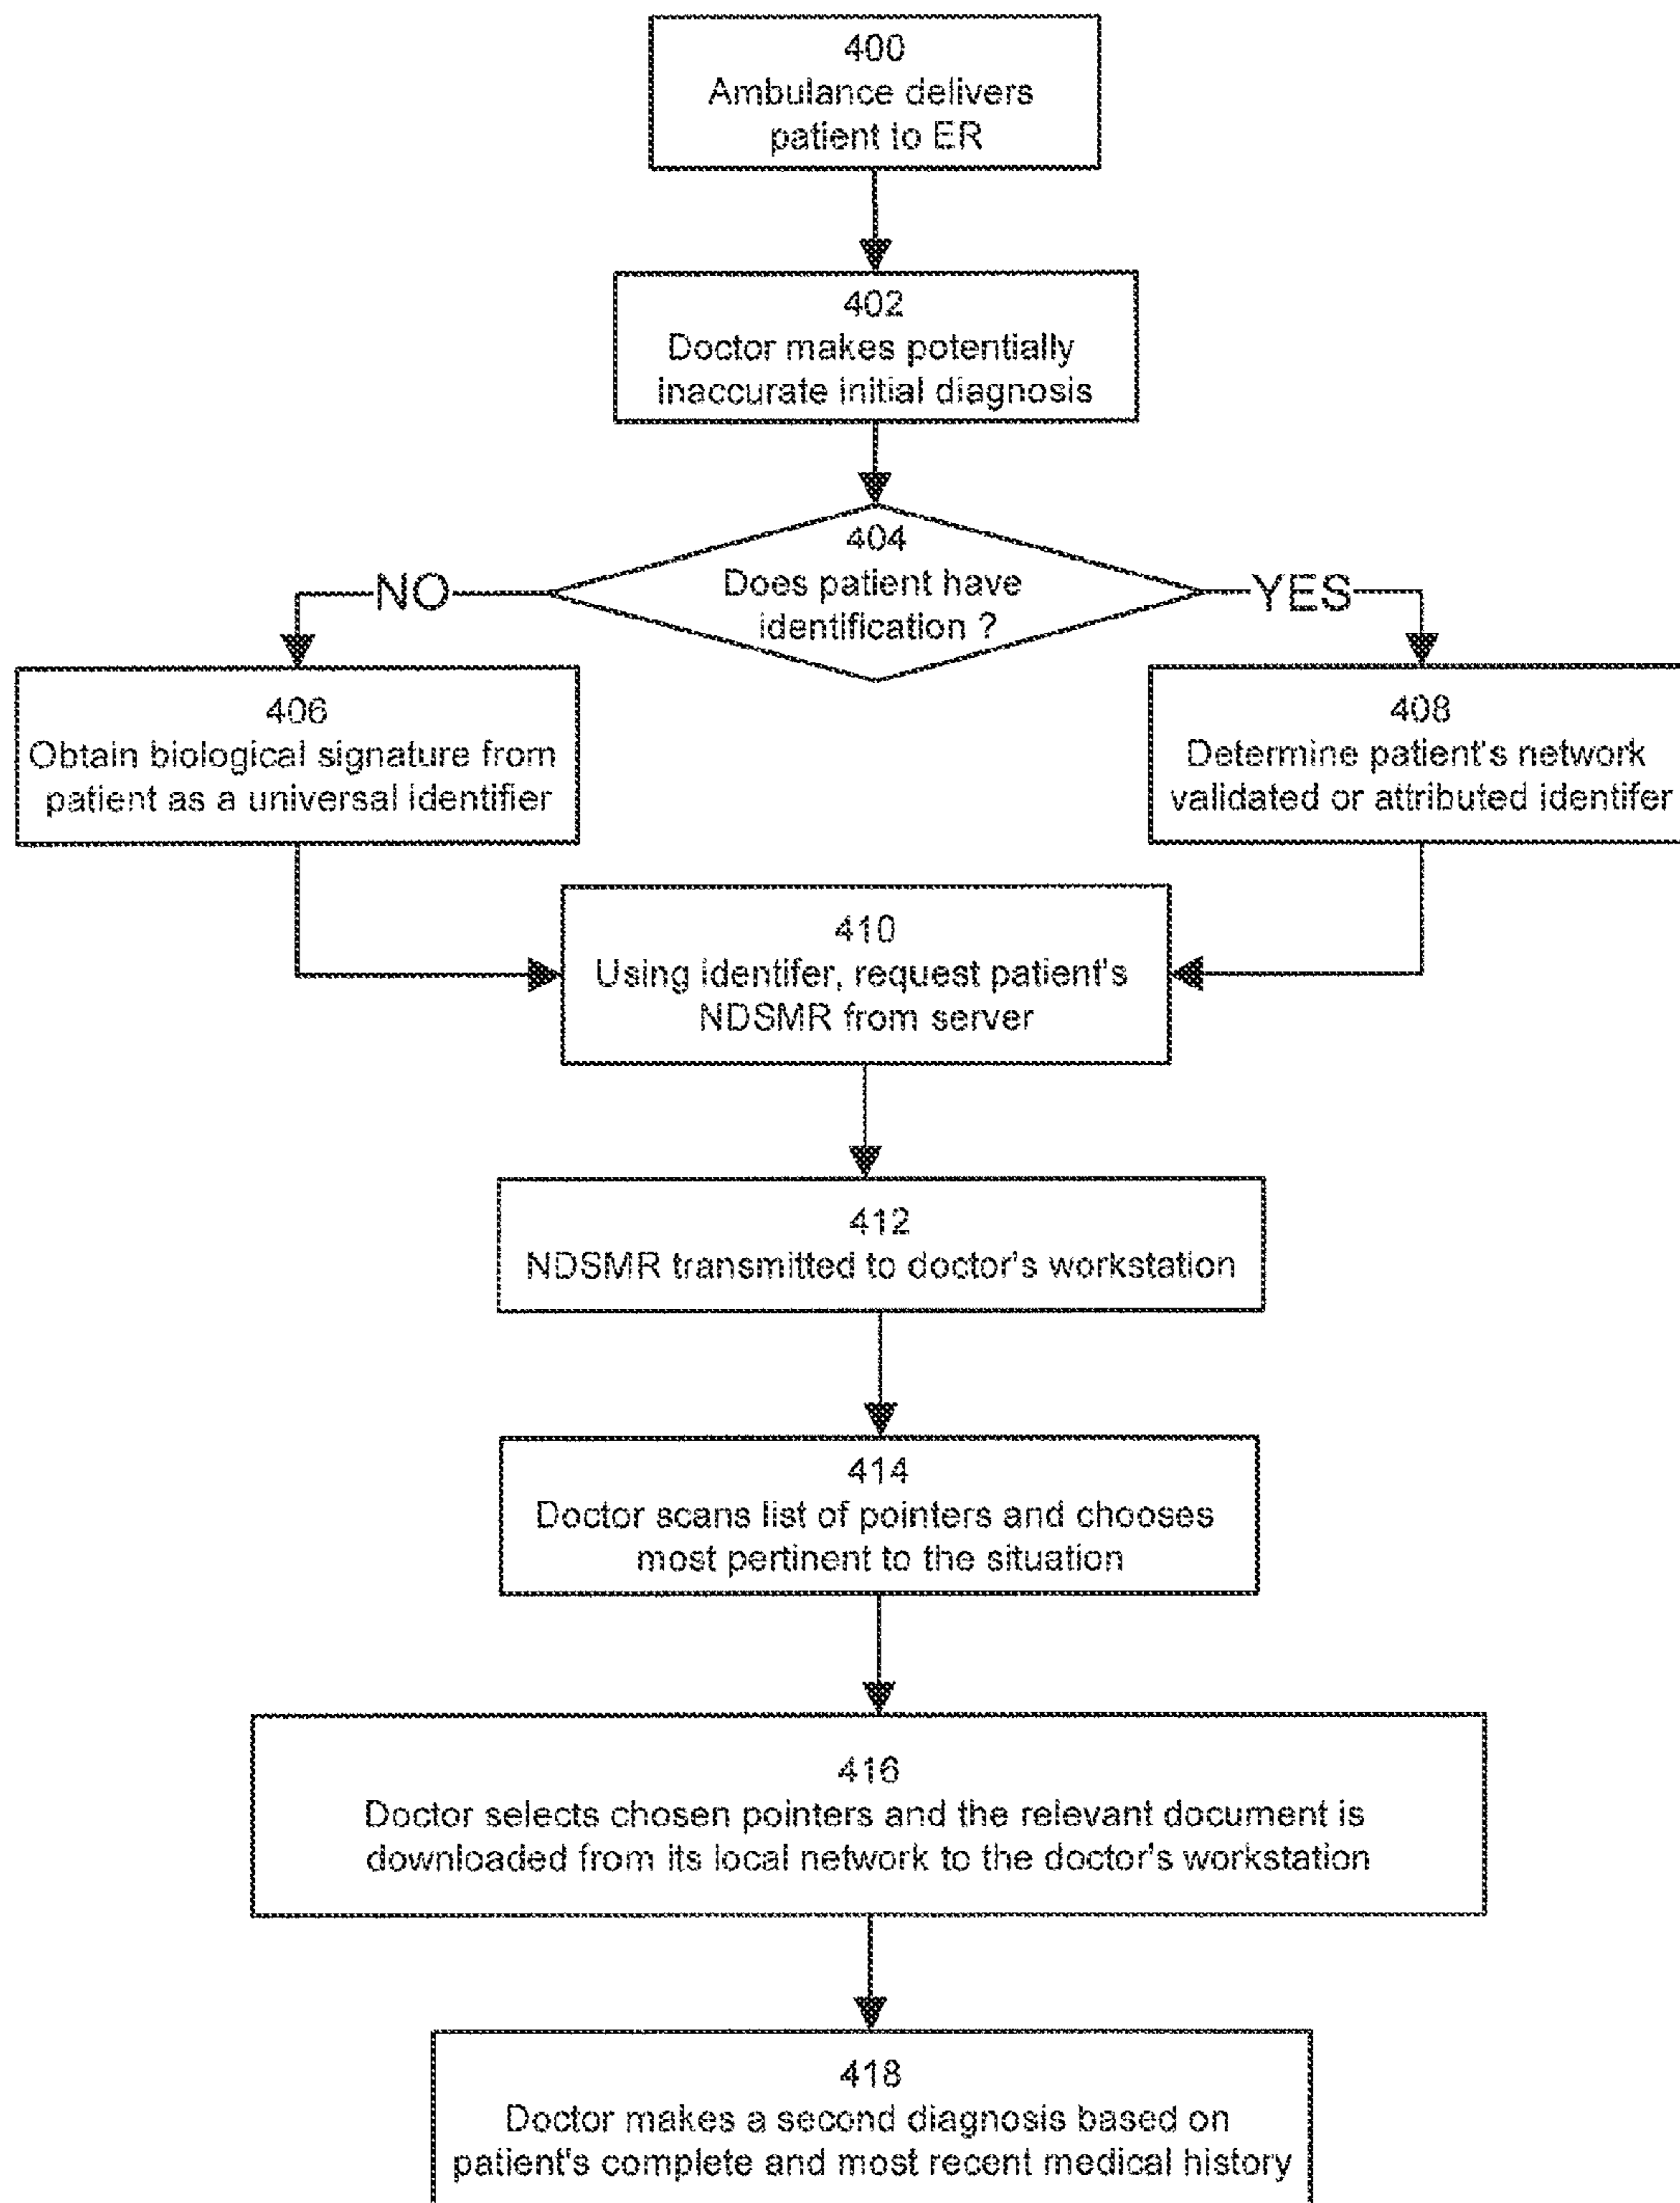 400
Ambulance delivers
patient to ER
402
Doctor makes potentially
inaccurate initial diagnosis
404
Does patient have
identification ?
NO
YES
406
Obtain biological signature from
patient as a universal identifier
408
Determine patient's network
validated or attributed identifer
410
Using identifer, request patient's
NDSMR from server
412
NDSMR transmitted to doctor's workstation
414
Doctor scans list of pointers and chooses
most pertinent to the situation
416
Doctor selects chosen pointers and the relevant document is
downloaded from its local network to the doctor's workstation
418
Doctor makes a second diagnosis based on
patient's complete and most recent medical history